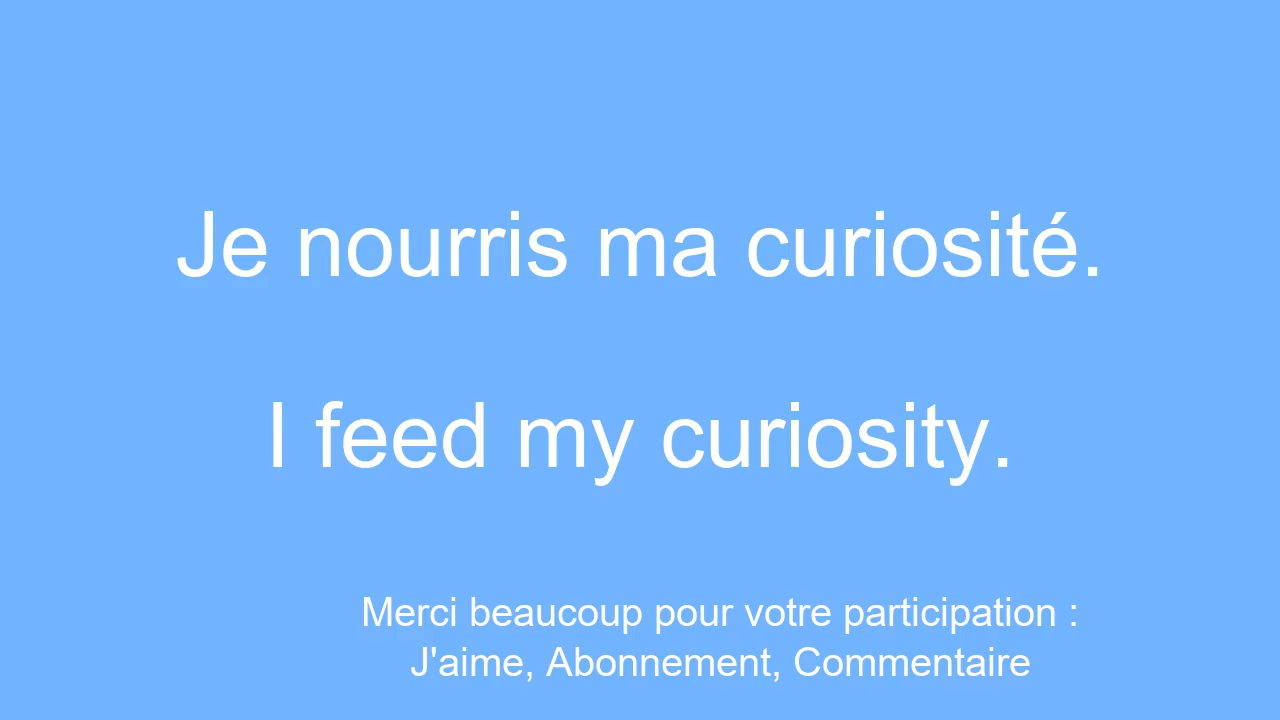 Je nourris ma curiosité.
I feed my curiosity.
Merci beaucoup pour votre participation :
J'aime, Abonnement, Commentaire